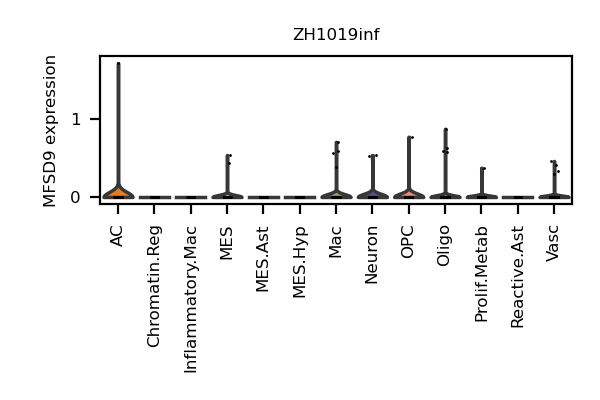 ZH1019inf
MFSD9 expression
1
0
AC
Chromatin.Reg
Inflammatory.Mac
MES
MES.Ast
MES.Hyp
Mac
Neuron
OPC
Oligo
Prolif.Metab
Reactive.Ast
Vasc